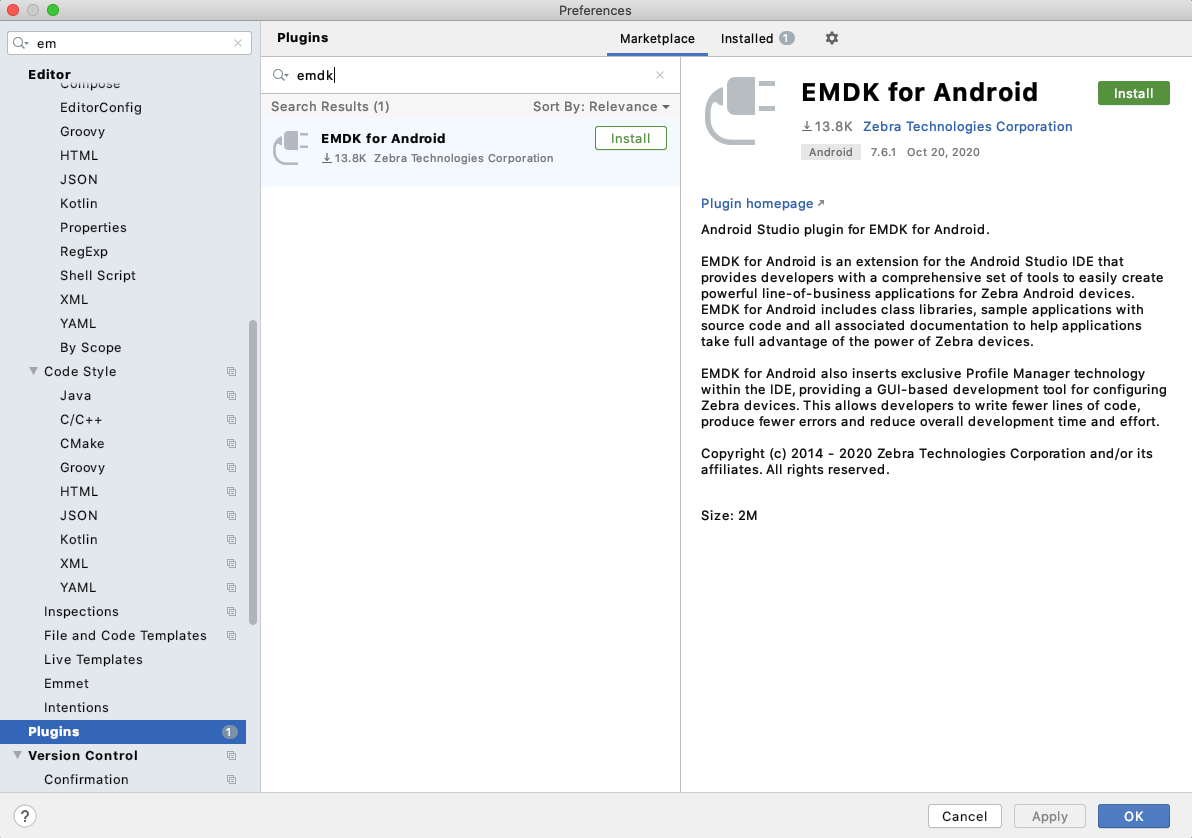 Preferences
em
Editor
Compose
EditorConfig
Groovy
HTML
JSON
Kotlin
Properties
RegExp
Shell Script
XML
YAML
By Scope
Code Style
Java
C/C++
CMake
Groovy
HTML
JSON
Kotlin
XML
YAML
Inspections
File and Code Templates
Live Templates
Emmet
Intentions
Plugins 1
Version Control
Confirmation
Plugins
Marketplace
Installed 1
emdk
Search Results (1)
Sort By: Relevance
EMDK for Android
Install
13.8K Zebra Technologies Corporation
EMDK for Android
Install
13.8K Zebra Technologies Corporation
Android 7.6.1 Oct 20, 2020
Plugin homepage
Android Studio plugin for EMDK for Android.
EMDK for Android is an extension for the Android Studio IDE that
provides developers with a comprehensive set of tools to easily create
powerful line-of-business applications for Zebra Android devices.
EMDK for Android includes class libraries, sample applications with
source code and all associated documentation to help applications
take full advantage of the power of Zebra devices.
EMDK for Android also inserts exclusive Profile Manager technology
within the IDE, providing a GUI-based development tool for configuring
Zebra devices. This allows developers to write fewer lines of code,
produce fewer errors and reduce overall development time and effort.
Copyright (c) 2014 - 2020 Zebra Technologies Corporation and/or its
affiliates. All rights reserved.
Size: 2M
?
Cancel
Apply
OK